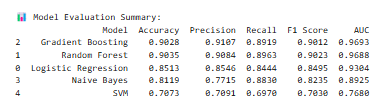 📊 Model Evaluation Summary:
Model Accuracy Precision Recall F1 Score AUC
2 Gradient Boosting 0.9028 0.9107 0.8919 0.9012 0.9693
1 Random Forest 0.9035 0.9084 0.8963 0.9023 0.9688
0 Logistic Regression 0.8513 0.8546 0.8444 0.8495 0.9304
3 Naive Bayes 0.8119 0.7715 0.8830 0.8235 0.8925
4 SVM 0.7073 0.7091 0.6970 0.7030 0.7680